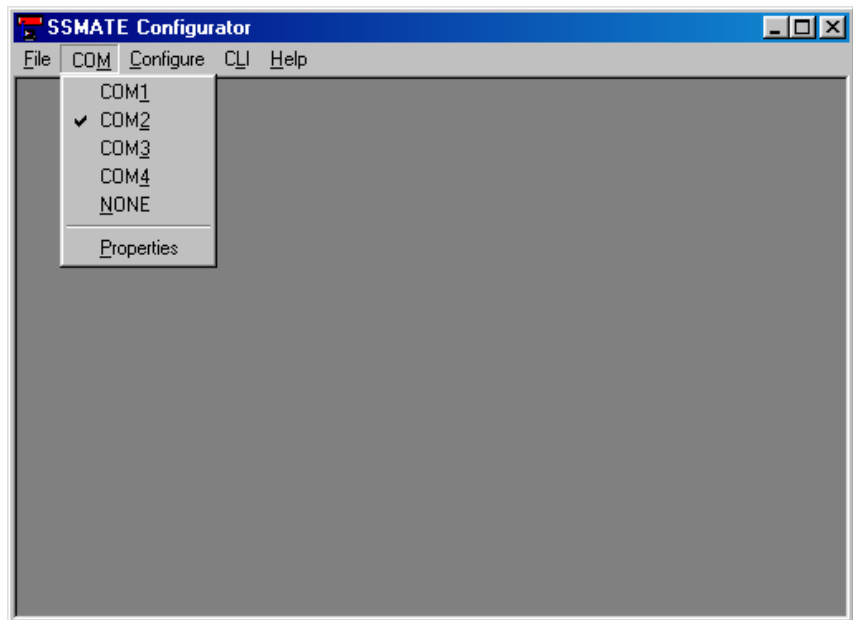 SSMATE Configurator
File COM Configure CLI Help
COM1
COM2
COM3
COM4
NONE
Properties